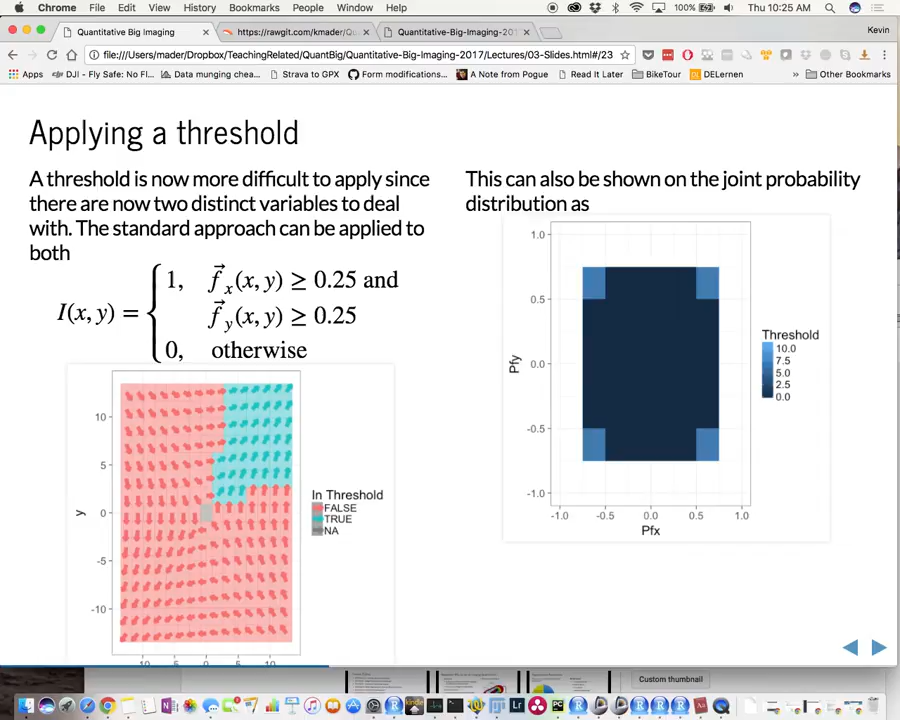 Chrome File Edit View History Bookmarks People Window Help
100% Thu 10:25 AM
Quantitative Big Imaging
https://rawgit.com/kmader/Qu
Quantitative-Big-Imaging-201
Kevin
file:///Users/mader/Dropbox/TeachingRelated/QuantBig/Quantitative-Big-Imaging-2017/Lectures/03-Slides.html#/23
Apps DJI - Fly Safe: No Fl... Data munging chea... Strava to GPX Form modifications... A Note from Pogue Read It Later BikeTour DELernen » Other Bookmarks
Applying a threshold
A threshold is now more difficult to apply since
there are now two distinct variables to deal
with. The standard approach can be applied to
both
I(x, y) = { 1, f⃗x(x, y) ≥ 0.25 and
f⃗y(x, y) ≥ 0.25
0, otherwise
10
5
0
-5
-10
y
-10 -5 0 5 10
In Threshold
FALSE
TRUE
NA
This can also be shown on the joint probability
distribution as
1.0
0.5
0.0
-0.5
-1.0
Pfy
-1.0 -0.5 0.0 0.5 1.0
Pfx
Threshold
10.0
7.5
5.0
2.5
0.0
Custom thumbnail